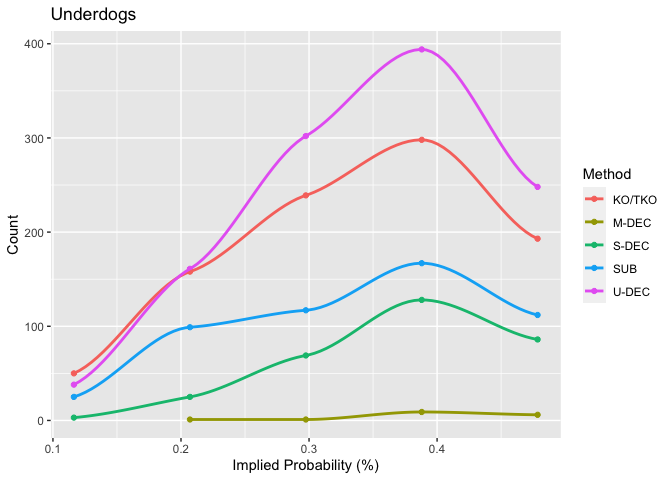 Underdogs
400
300
200
100
0
Count
0.1
0.2
0.3
0.4
Implied Probability (%)
Method
KO/TKO
M-DEC
S-DEC
SUB
U-DEC